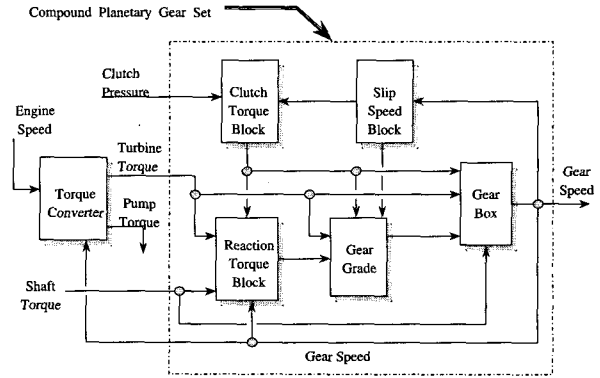 Compound Planetary Gear Set
Clutch
Pressure
Clutch
Torque
Block
Slip
Speed
Block
Engine
Speed
Turbine
Torque
Torque
Converter
Pump
Torque
Reaction
Torque
Block
Gear
Grade
Gear
Box
Gear
Speed
Shaft
Torque
Gear Speed